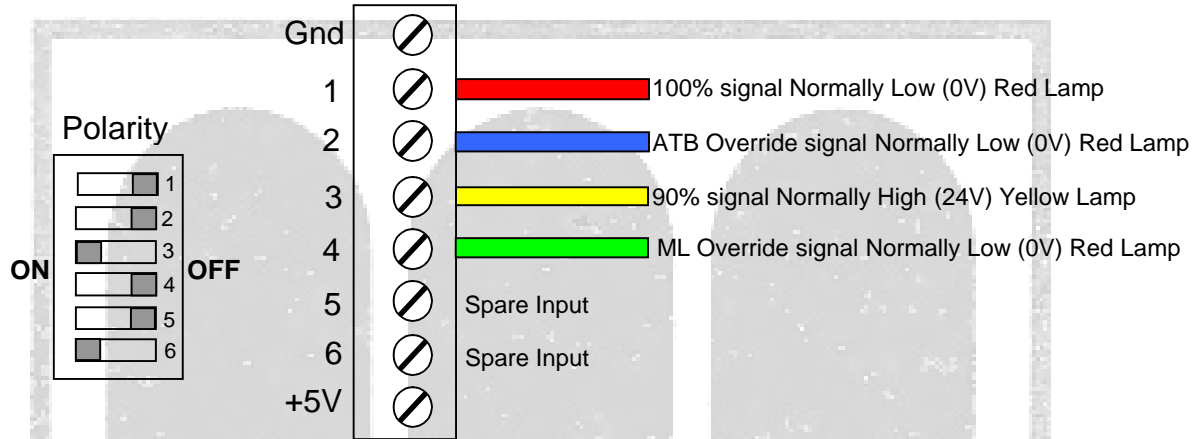 Gnd
1 100% signal Normally Low (0V) Red Lamp
Polarity
2 ATB Override signal Normally Low (0V) Red Lamp
1
2
3
4
5
6
ON
OFF
3 90% signal Normally High (24V) Yellow Lamp
4 ML Override signal Normally Low (0V) Red Lamp
5 Spare Input
6 Spare Input
+5V